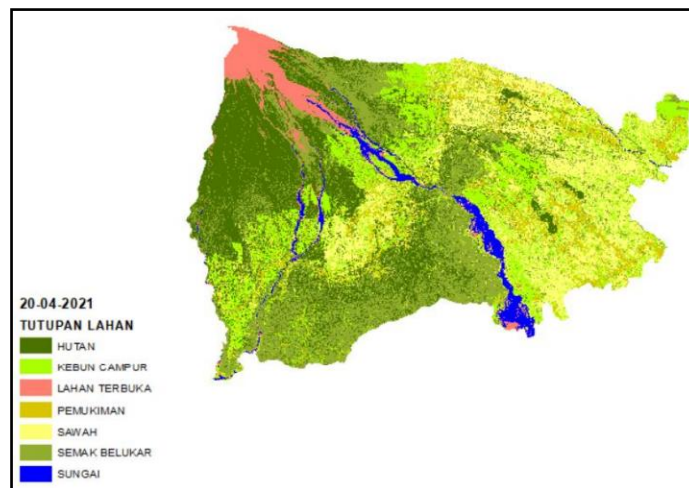 20-04-2021
TUTUPAN LAHAN
HUTAN
KEBUN CAMPUR
LAHAN TERBUKA
PEMUKIMAN
SAWAH
SEMAK BELUKAR
SUNGAI